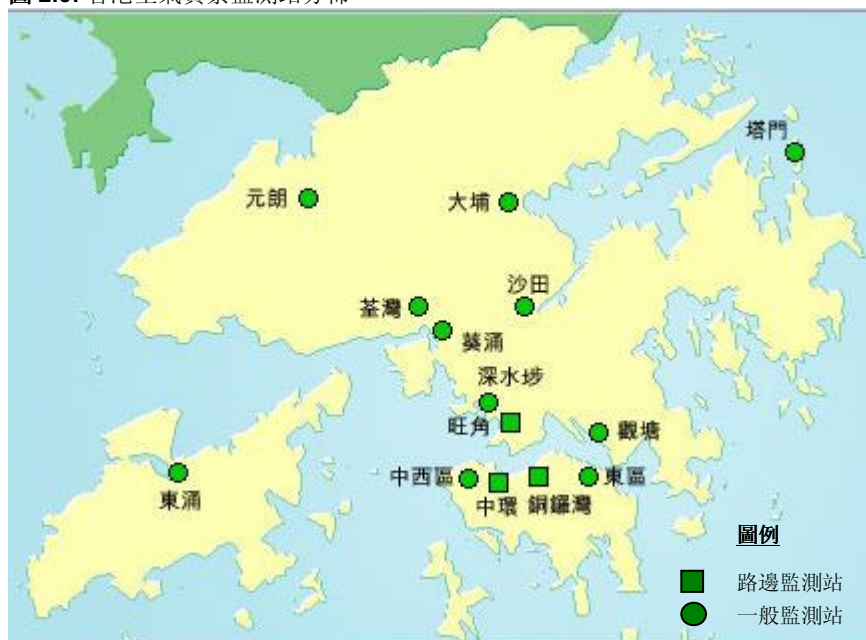 塔門
元朗
大埔
沙田
荃灣
葵涌
深水埗
旺角
觀塘
中西區
東區
東涌
中環
銅鑼灣
圖例
路邊監測站
一般監測站